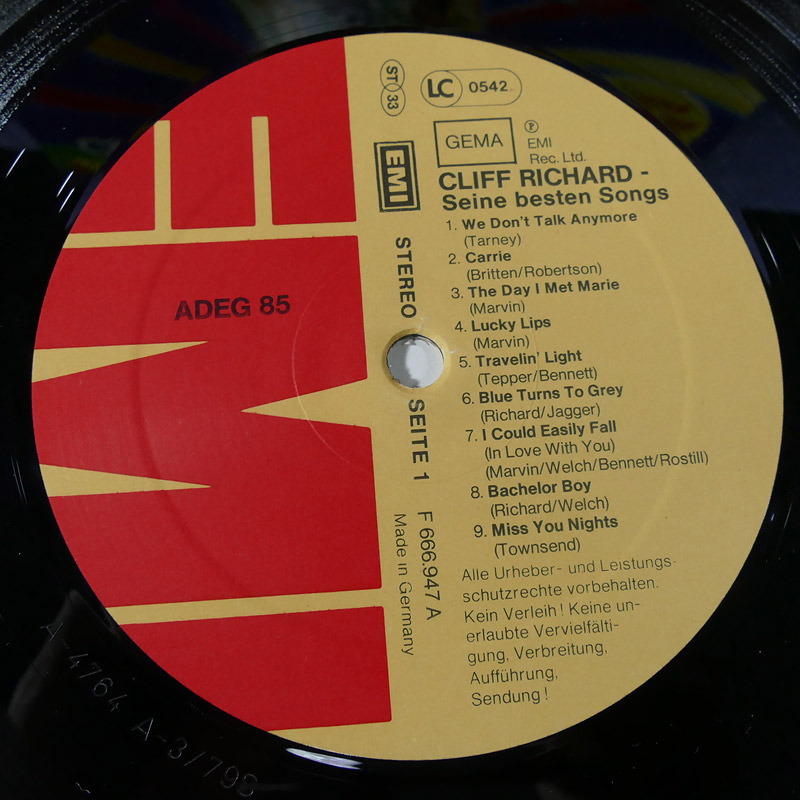 ST 33
LC 0542
GEMA
℗
EMI
Rec. Ltd.
EMI
CLIFF RICHARD -
Seine besten Songs
1. We Don't Talk Anymore
(Tarney)
2. Carrie
(Britten/Robertson)
3. The Day I Met Marie
(Marvin)
4. Lucky Lips
(Marvin)
5. Travelin' Light
(Tepper/Bennett)
6. Blue Turns To Grey
(Richard/Jagger)
7. I Could Easily Fall
(In Love With You)
(Marvin/Welch/Bennett/Rostill)
8. Bachelor Boy
(Richard/Welch)
9. Miss You Nights
(Townsend)
Alle Urheber- und Leistungs-
schutzrechte vorbehalten.
Kein Verleih! Keine un-
erlaubte Vervielfälti-
gung, Verbreitung,
Aufführung,
Sendung!
STEREO
SEITE 1
F 666.947 A
Made in Germany
ADEG 85
EMI
A-4764 A-3/79B